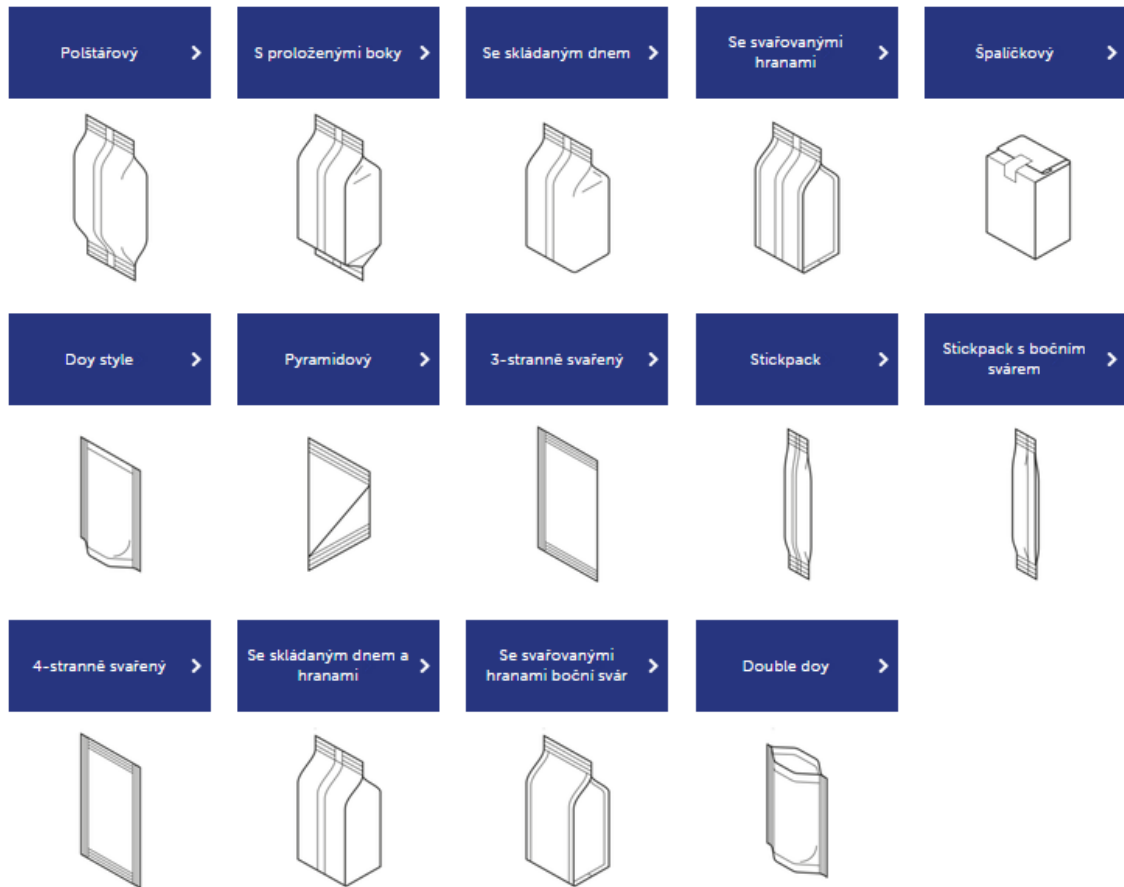 Polštářový
S proloženými boky
Se skládaným dnem
Se svařovanými
hranami
Špalíčkový
Doy style
Pyramidový
3-stranně svařený
Stickpack
Stickpack s bočním
svárem
4-stranně svařený
Se skládaným dnem a
hranami
Se svařovanými
hranami boční svár
Double doy